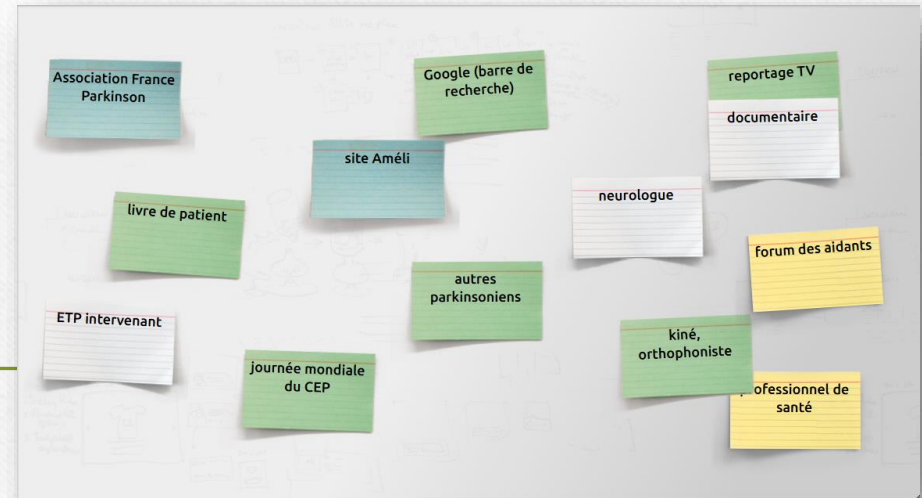 Association France
Parkinson
Google (barre de
recherche)
reportage TV
documentaire
site Améli
neurologue
livre de patient
forum des aidants
autres
parkinsoniens
ETP intervenant
kiné,
orthophoniste
journée mondiale
du CEP
rofessionnel de
santé